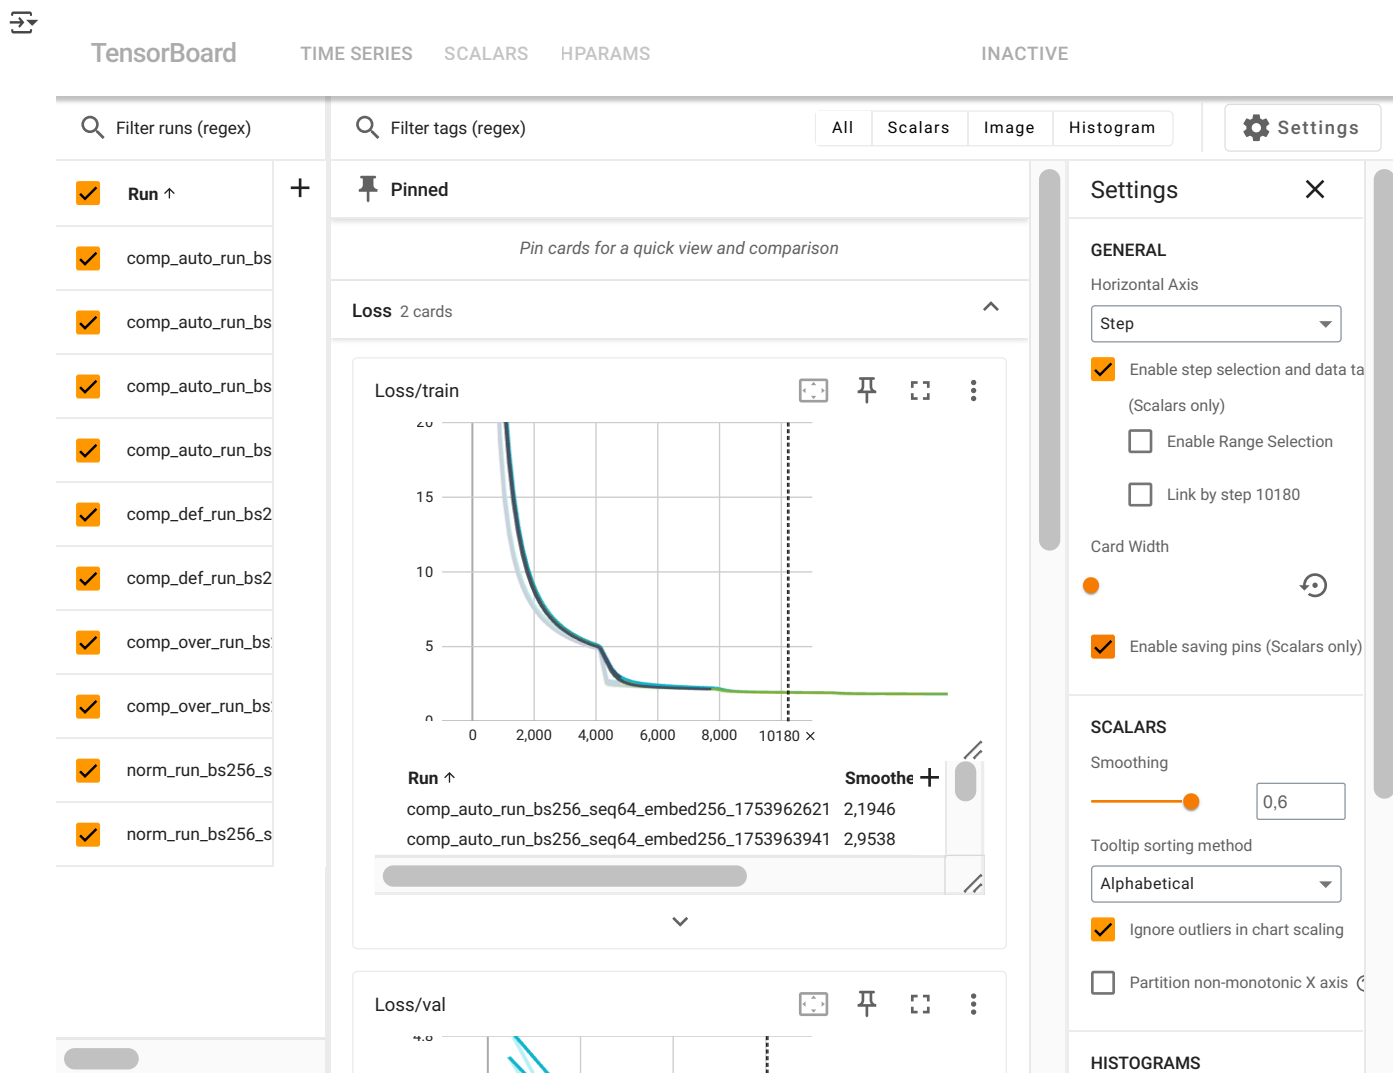 TensorBoard
TIME SERIES
SCALARS
HPARAMS
INACTIVE
Filter runs (regex)
Filter tags (regex)
All
Scalars
Image
Histogram
Settings
Run
comp_auto_run_bs
comp_auto_run_bs
comp_auto_run_bs
comp_auto_run_bs
comp_def_run_bs2
comp_def_run_bs2
comp_over_run_bs
comp_over_run_bs
norm_run_bs256_s
norm_run_bs256_s
Pinned
Pin cards for a quick view and comparison
Loss 2 cards
Loss/train
20
15
10
5
0
0 2,000 4,000 6,000 8,000 10180
Run Smoothe
comp_auto_run_bs256_seq64_embed256_1753962621 2,1946
comp_auto_run_bs256_seq64_embed256_1753963941 2,9538
Loss/val
4.8
Settings
GENERAL
Horizontal Axis
Step
Enable step selection and data ta
(Scalars only)
Enable Range Selection
Link by step 10180
Card Width
Enable saving pins (Scalars only)
SCALARS
Smoothing
0,6
Tooltip sorting method
Alphabetical
Ignore outliers in chart scaling
Partition non-monotonic X axis
HISTOGRAMS